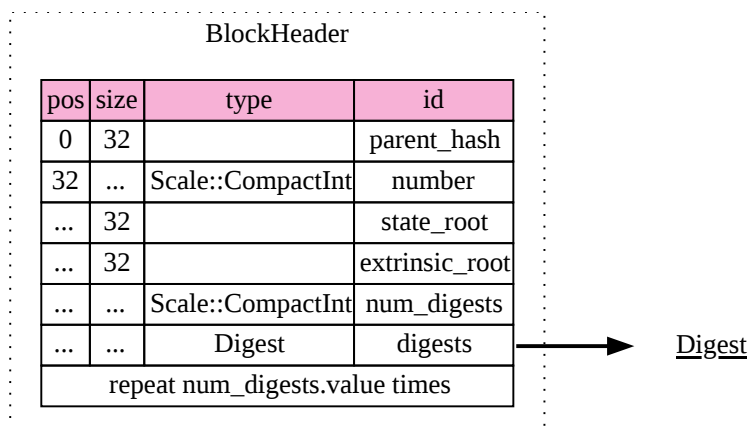 BlockHeader
pos size type id
0 32 parent_hash
32 ... Scale::CompactInt number
... 32 state_root
... 32 extrinsic_root
... ... Scale::CompactInt num_digests
... ... Digest digests Digest
repeat num_digests.value times